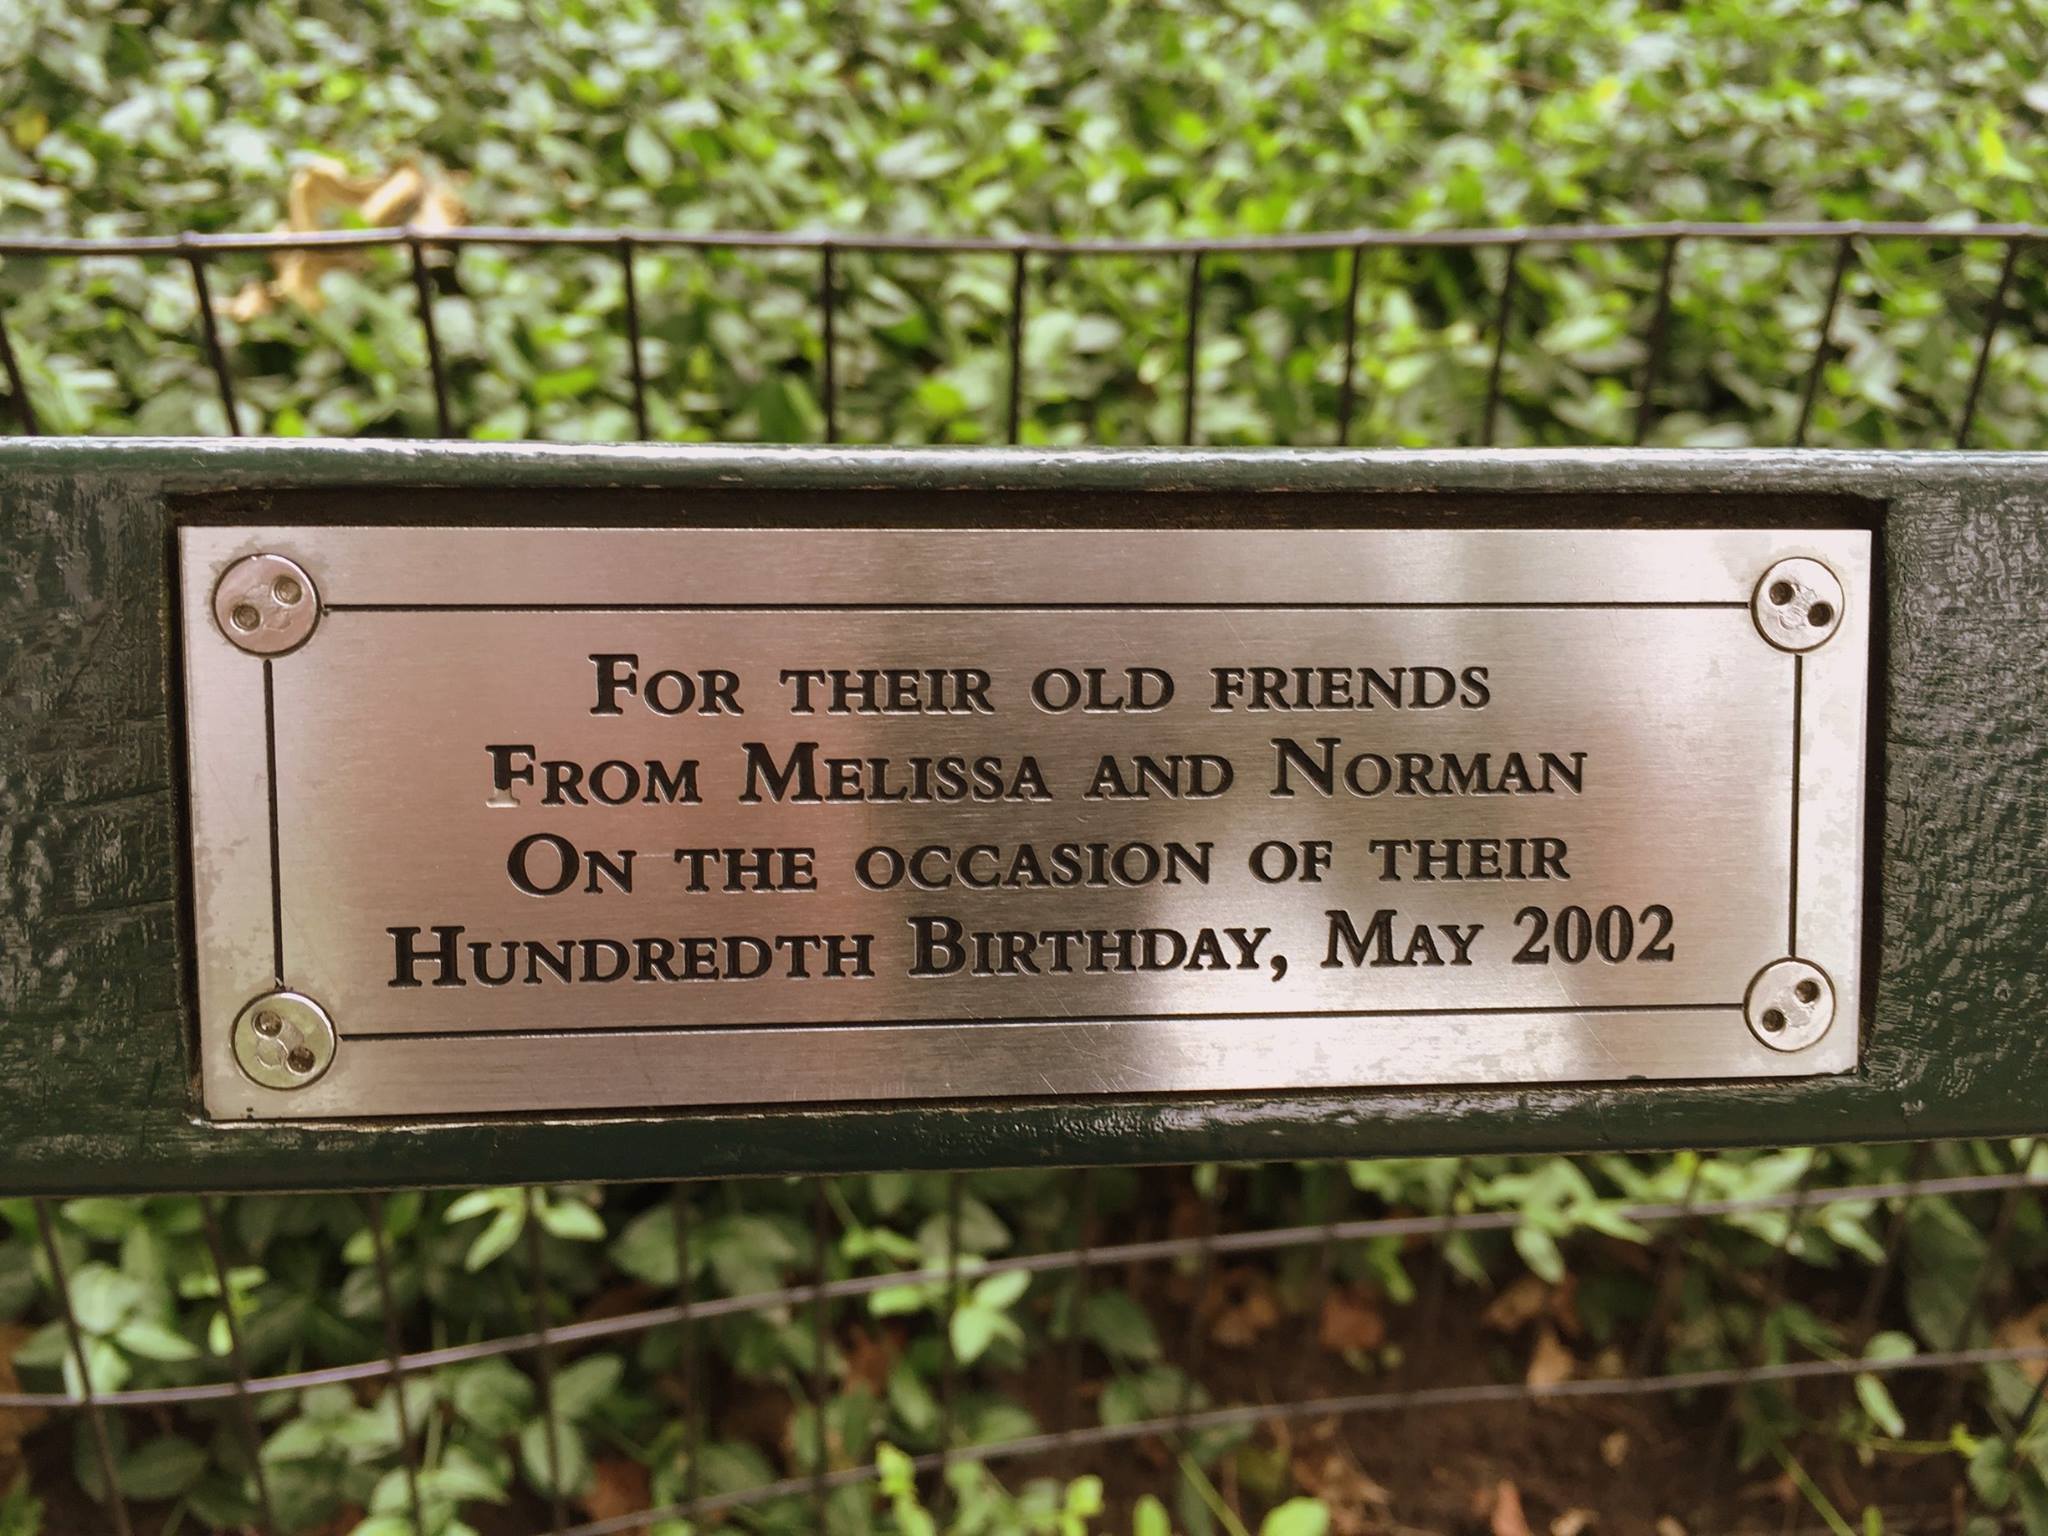 For their old friends
From Melissa and Norman
On the occasion of their
Hundredth Birthday, May 2002